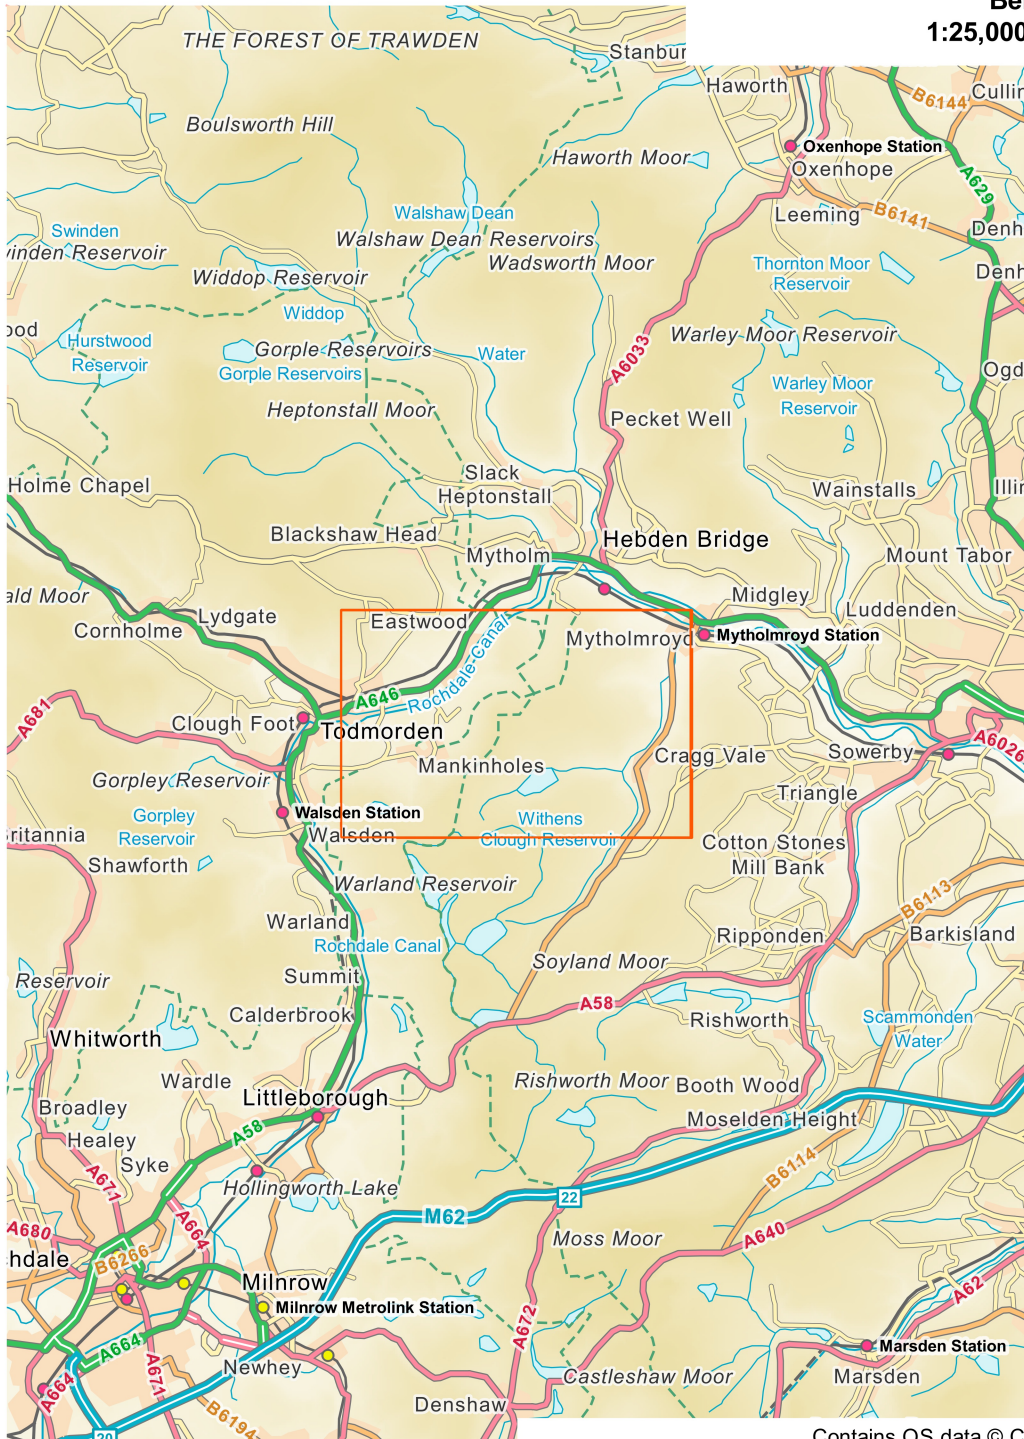 1:25,000
THE FOREST OF TRAWDEN
Stanbur
Haworth
B6144
Cullin
Boulsworth Hill
Haworth Moor
Oxenhope Station
Oxenhope
A629
Walshaw Dean
Leeming
B6141
Denh
Swinden
vinden Reservoir
Walshaw Dean Reservoirs
Wadsworth Moor
Widdop Reservoir
Thornton Moor
Reservoir
Denh
Widdop
ood
Hurstwood
Reservoir
Gorple Reservoirs
Gorple Reservoirs
Water
A6033
Warley Moor Reservoir
Warley Moor
Reservoir
Ogd
Heptonstall Moor
Pecket Well
Slack
Heptonstall
Holme Chapel
Wainstalls
Illin
Blackshaw Head
Mytholm
Hebden Bridge
Mount Tabor
ald Moor
Lydgate
Cornholme
Eastwood
Midgley
Luddenden
Mytholmroyd
Mytholmroyd Station
Rochdale Canal
A646
A681
Clough Foot
Todmorden
Cragg Vale
Sowerby
A6026
Mankinholes
Gorpley Reservoir
Triangle
Gorpley
Reservoir
Walsden Station
Walsden
Withens
Clough Reservoir
ritannia
Shawforth
Cotton Stones
Mill Bank
Warland Reservoir
B6113
Warland
Rochdale Canal
Ripponden
Barkisland
Soyland Moor
Summit
Reservoir
A58
Calderbrook
Rishworth
Scammonden
Water
Whitworth
Wardle
Rishworth Moor
Booth Wood
Littleborough
Broadley
Moselden Height
Healey
A58
Syke
A671
B6114
Hollingworth Lake
22
M62
A680
A664
A640
Moss Moor
hdale
B6266
Milnrow
Milnrow Metrolink Station
A62
A672
A664
Marsden Station
Newhey
A671
Castleshaw Moor
Marsden
A664
Denshaw
B6194
20
Contains OS data © C